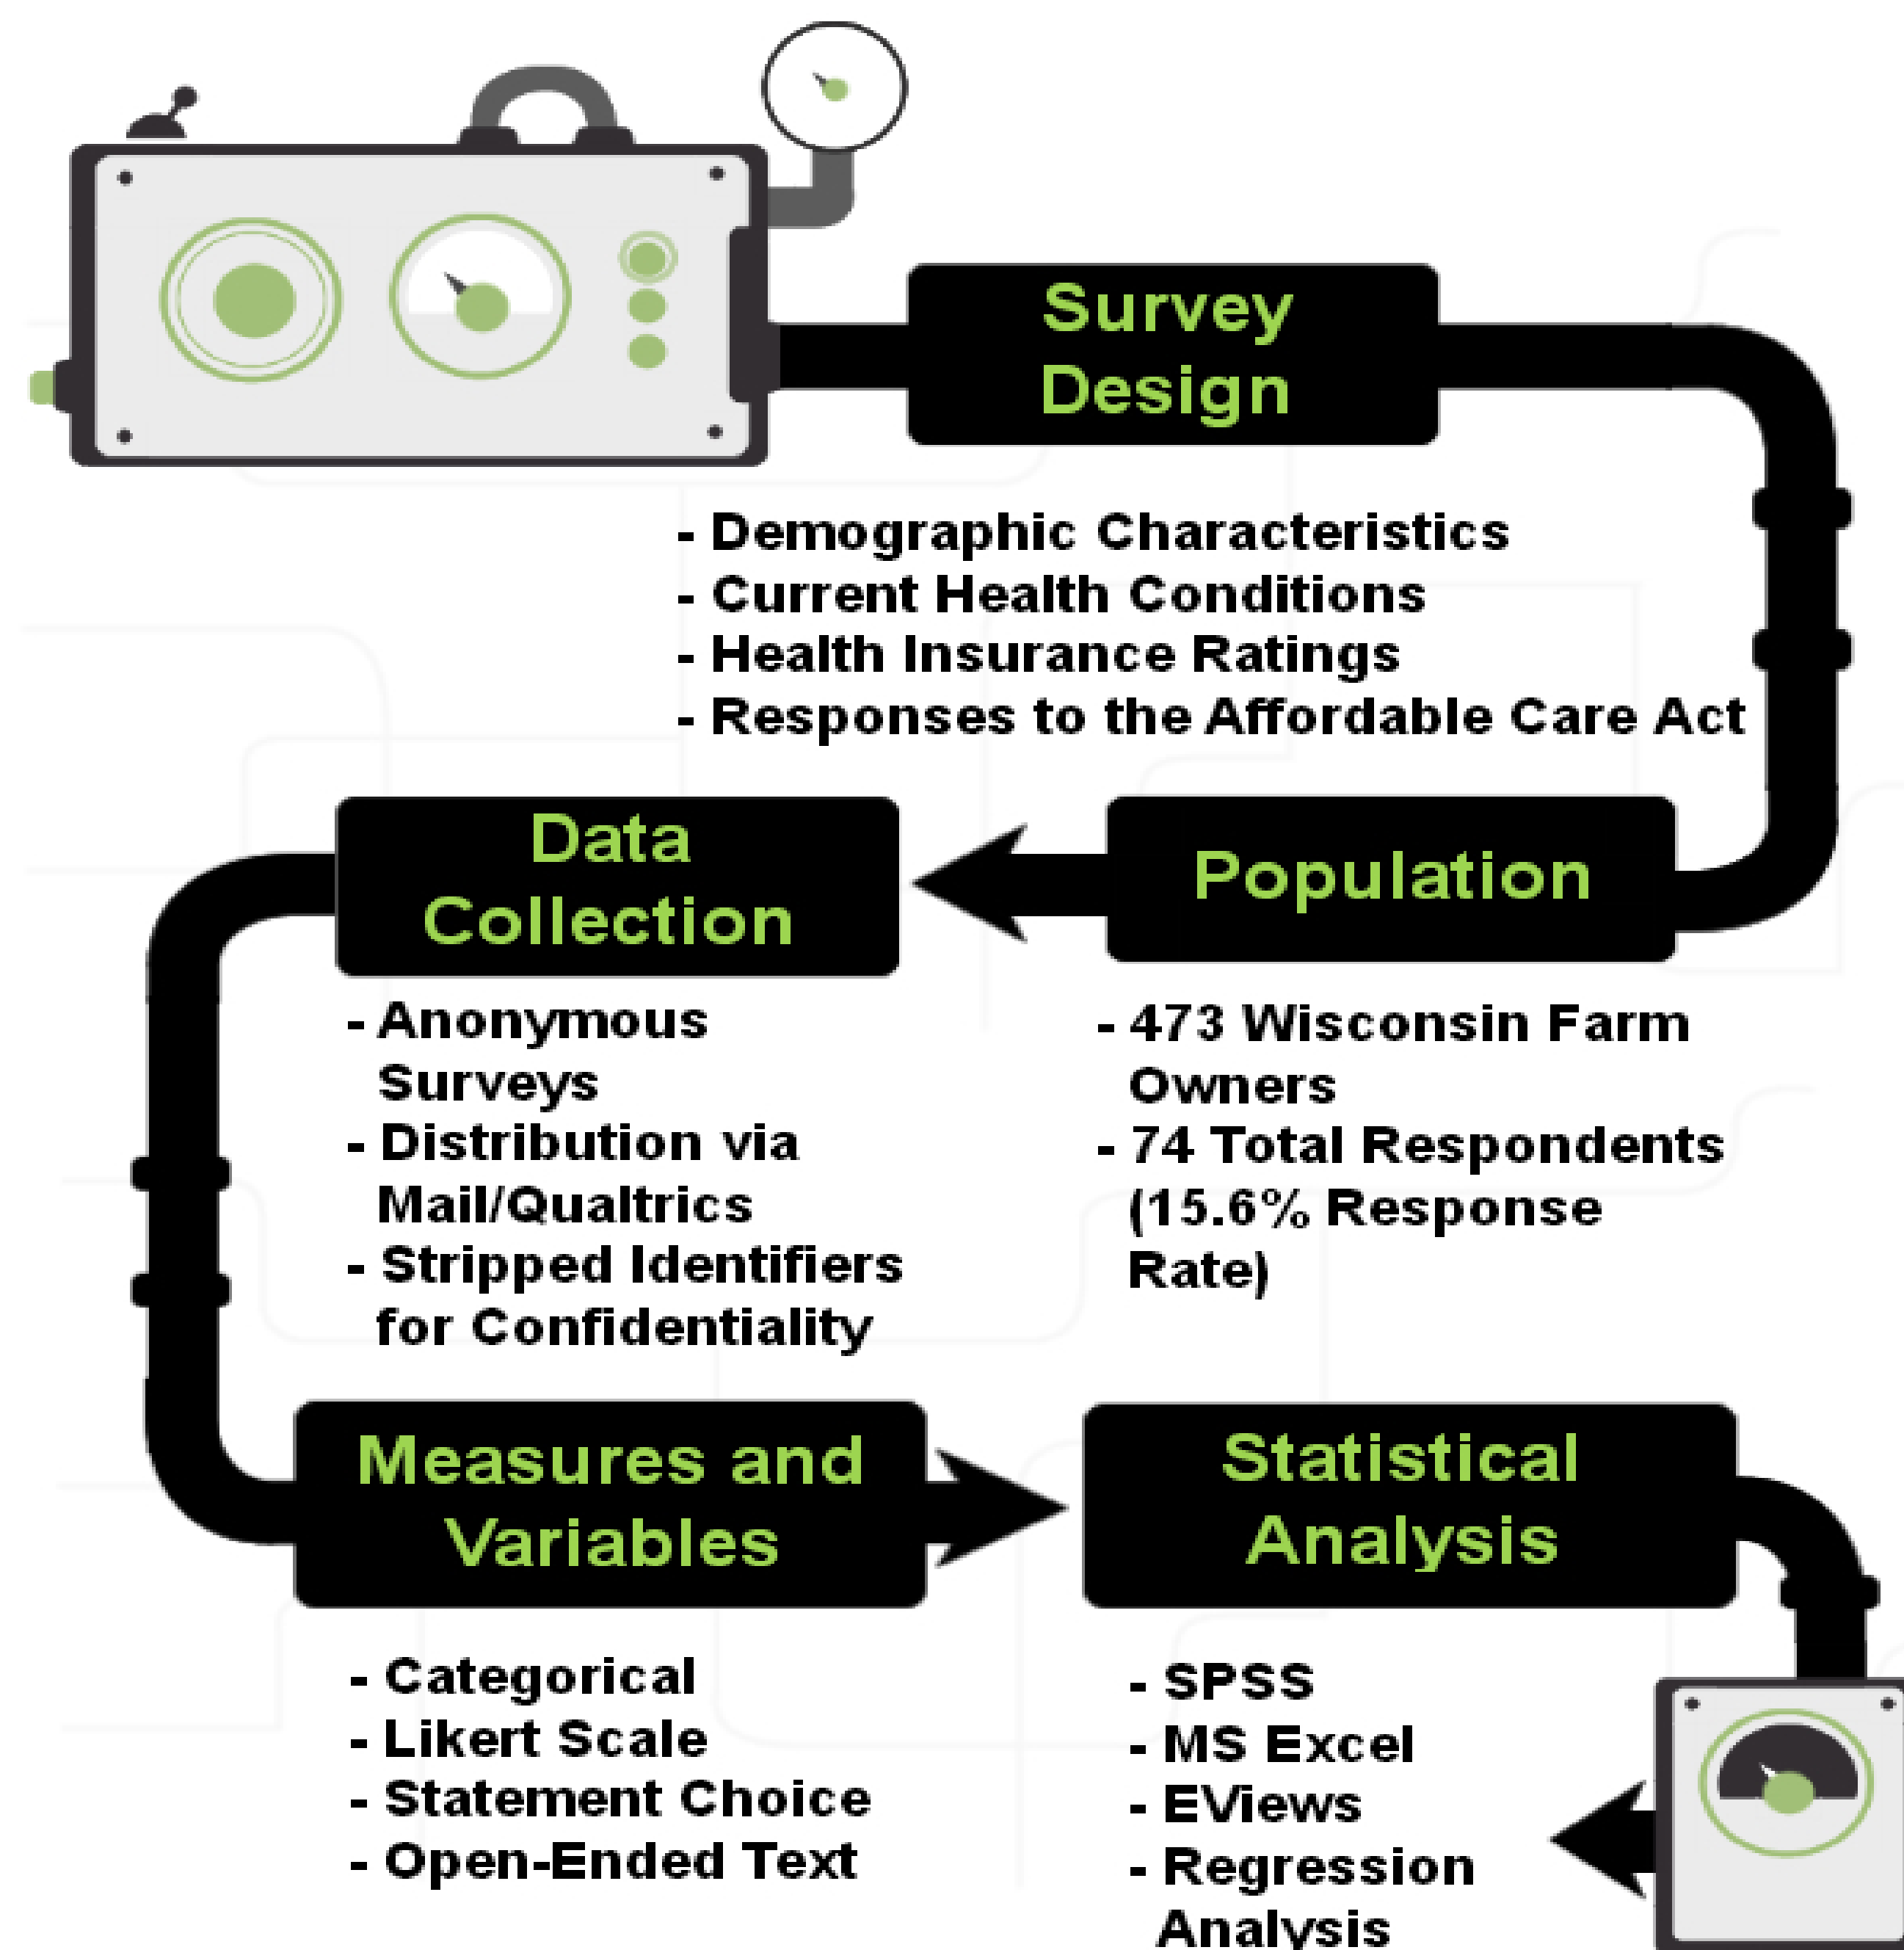 Survey
Design
- Demographic Characteristics
- Current Health Conditions
- Health Insurance Ratings
- Responses to the Affordable Care Act
Population
- 473 Wisconsin Farm
Owners
- 74 Total Respondents
(15.6% Response
Rate)
Data
Collection
- Anonymous
Surveys
- Distribution via
Mail/Qualtrics
- Stripped Identifiers
for Confidentiality
Measures and
Variables
- Categorical
- Likert Scale
- Statement Choice
- Open-Ended Text
Statistical
Analysis
- SPSS
- MS Excel
- EViews
- Regression
Analysis